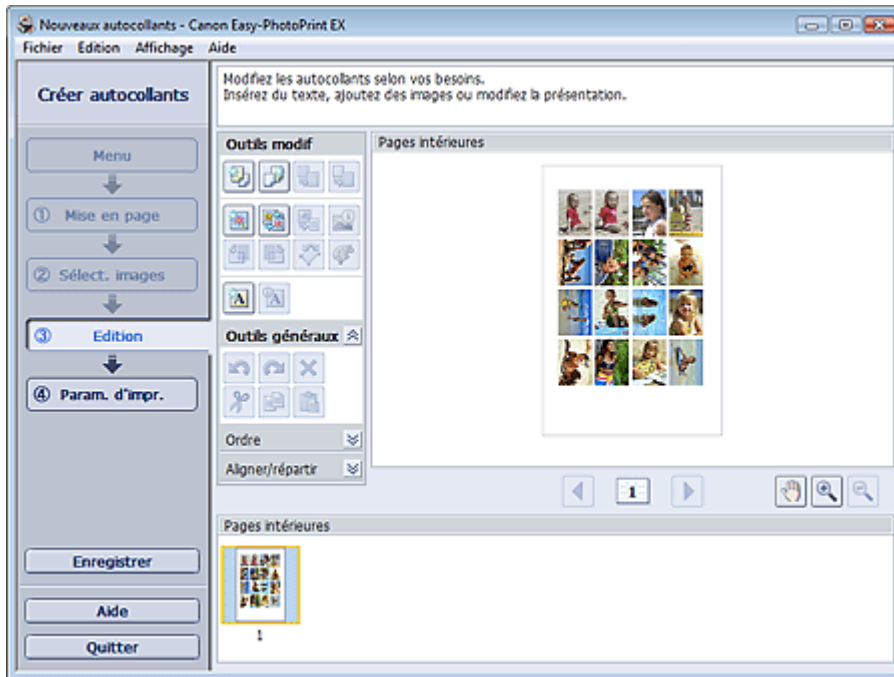 Nouveaux autocollants - Canon Easy-PhotoPrint EX
Fichier Edition Affichage Aide
Créer autocollants
Modifiez les autocollants selon vos besoins.
Insérez du texte, ajoutez des images ou modifiez la présentation.
Menu
① Mise en page
② Sélect. images
③ Edition
④ Param. d'impr.
Enregistrer
Aide
Quitter
Outils modif
A A
Outils généraux
Ordre
Aligner/répartir
Pages intérieures
1
Pages intérieures
1